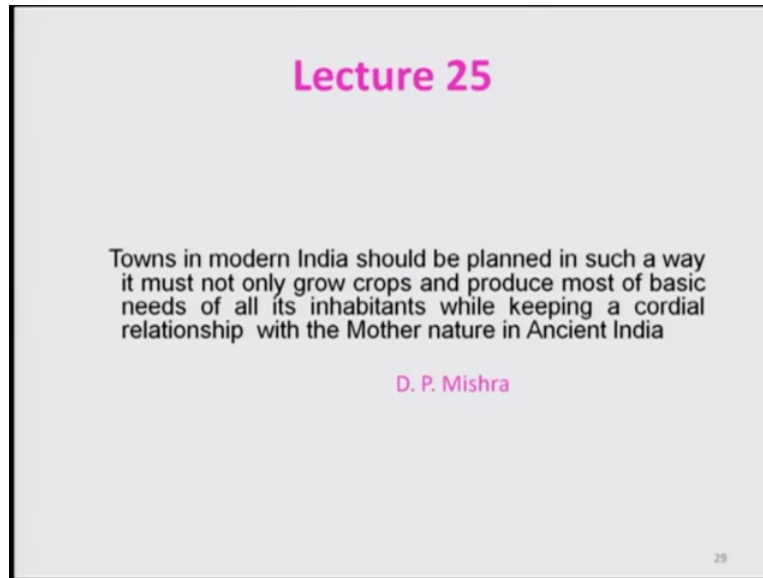 Lecture 25
Towns in modern India should be planned in such a way
it must not only grow crops and produce most of basic
needs of all its inhabitants while keeping a cordial
relationship with the Mother nature in Ancient India
D. P. Mishra
29